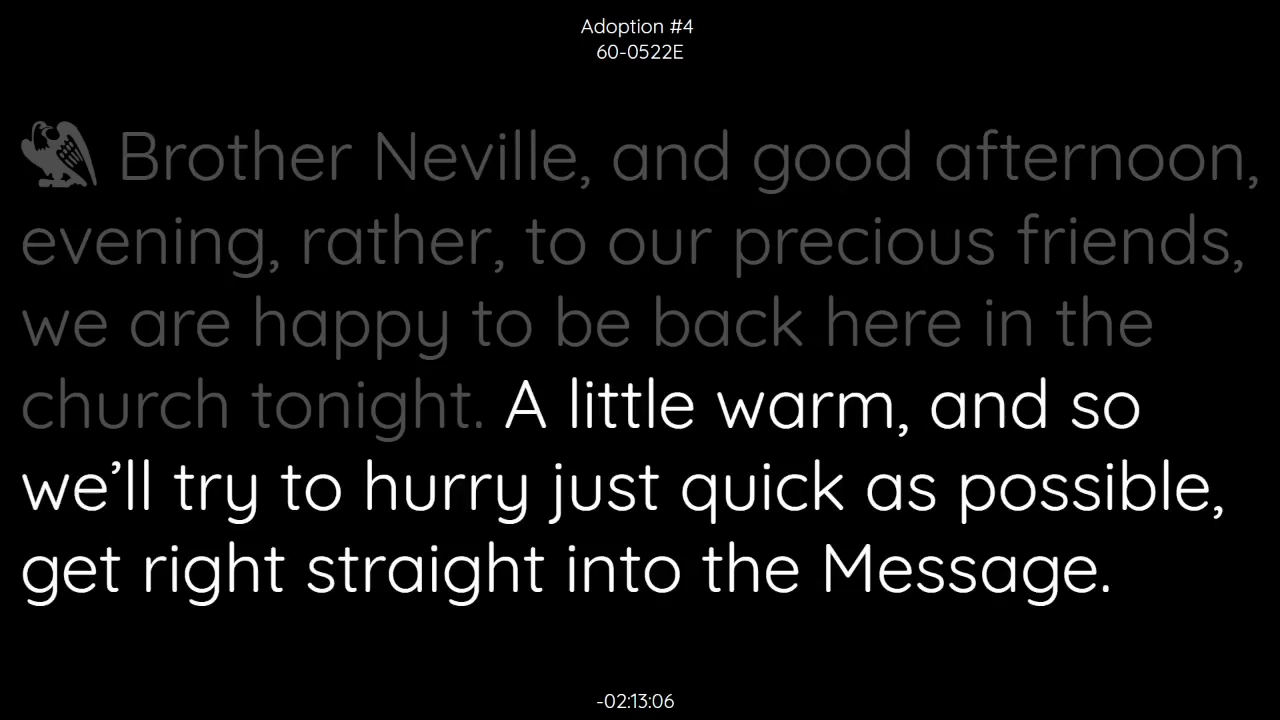 Adoption #4
60-0522E
Brother Neville, and good afternoon,
evening, rather, to our precious friends,
we are happy to be back here in the
church tonight. A little warm, and so
we’ll try to hurry just quick as possible,
get right straight into the Message.
-02:13:06